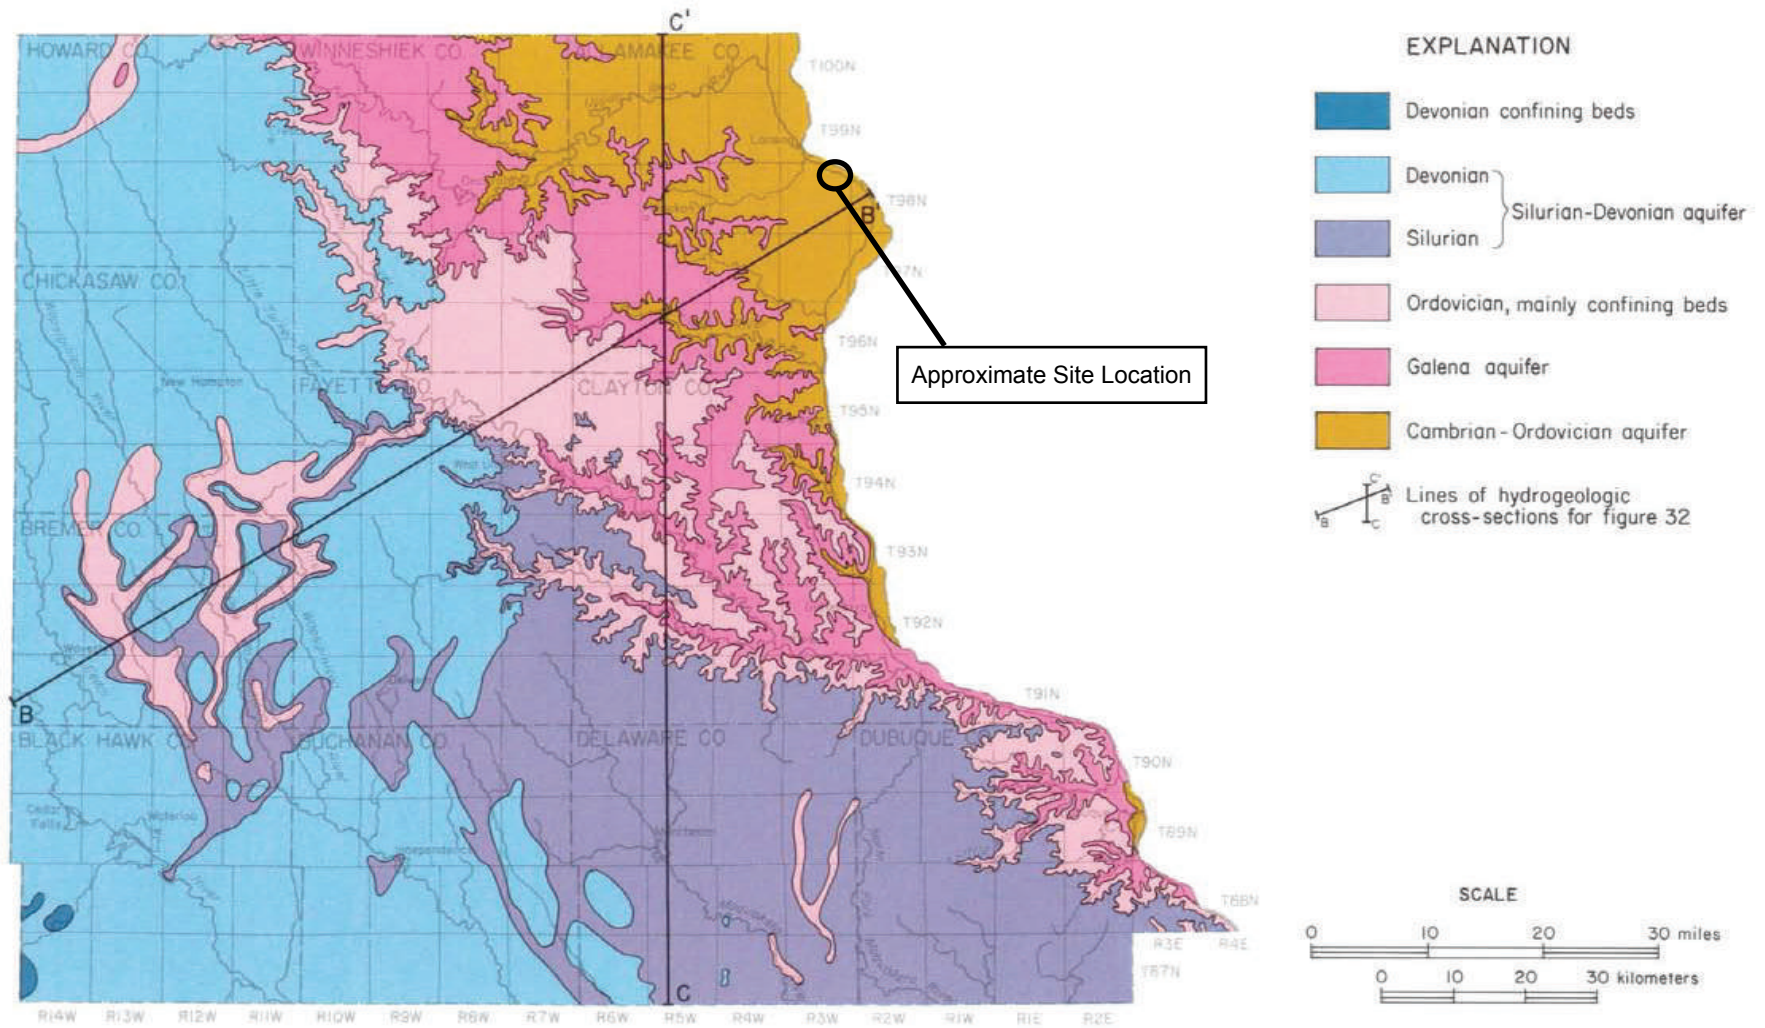 C'
HOWARD CO.
WINNESHIEK CO.
ALLAMAKEE CO.
T100N
T99N
T98N
B'
T97N
CHICKASAW CO.
T96N
New Hampton
FAYETTE CO.
CLAYTON CO.
T95N
T94N
BREMER CO.
T93N
T92N
T91N
B
BLACK HAWK CO.
BUCHANAN CO.
DELAWARE CO.
DUBUQUE
T90N
Cedar
Falls
Waterloo
Manchester
Independence
T89N
T88N
T87N
C
R3E R4E
R14W R13W R12W R11W R10W R9W R8W R7W R6W R5W R4W R3W R2W R1W R1E R2E
Approximate Site Location
EXPLANATION
Devonian confining beds
Devonian
Silurian-Devonian aquifer
Silurian
Ordovician, mainly confining beds
Galena aquifer
Cambrian-Ordovician aquifer
C'
B'
B
C
Lines of hydrogeologic
cross-sections for figure 32
SCALE
0 10 20 30 miles
0 10 20 30 kilometers